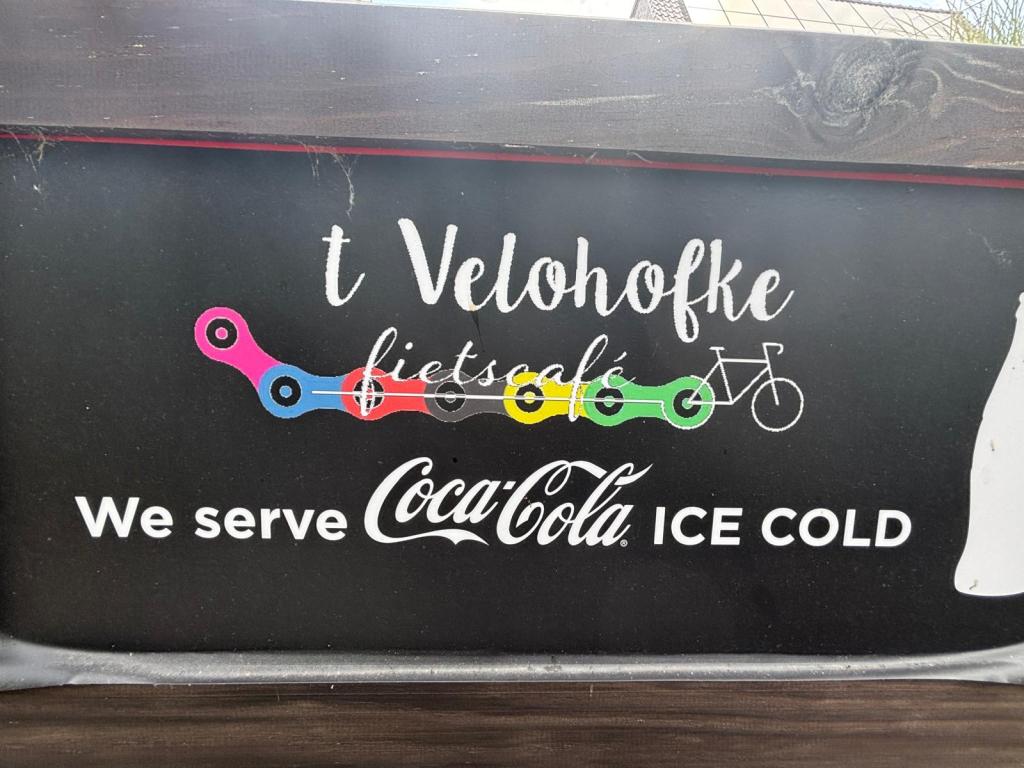 t Velohofke
fietscafé
We serve Coca-Cola® ICE COLD